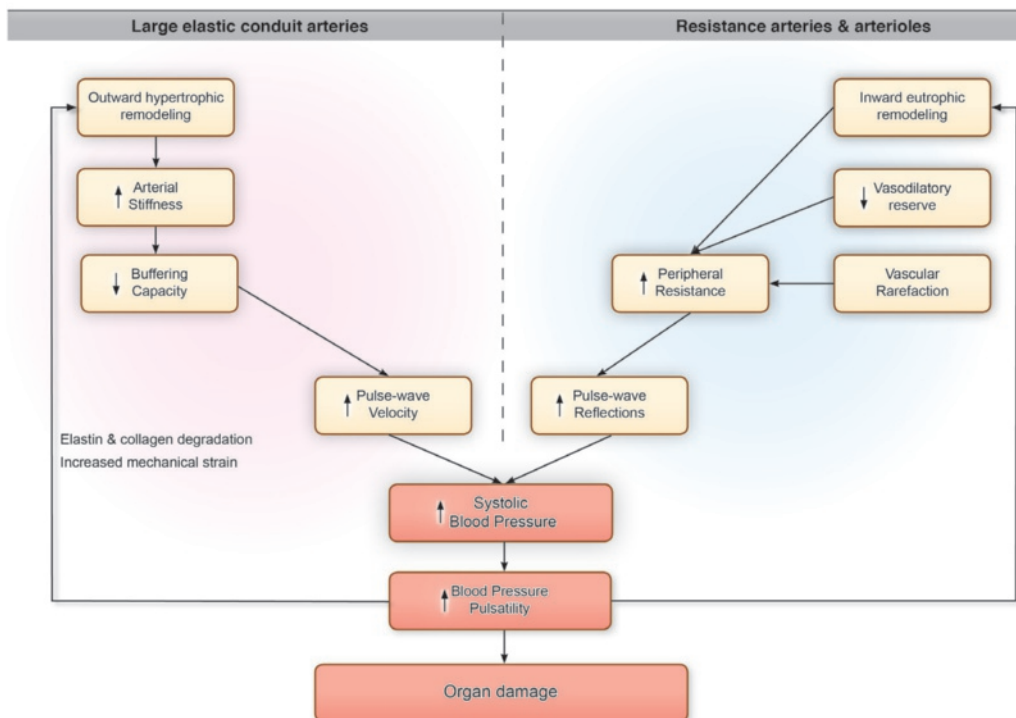 Large elastic conduit arteries
Resistance arteries & arterioles
Outward hypertrophic
remodeling
Inward eutrophic
remodeling
Arterial
Stiffness
Vasodilatory
reserve
Buffering
Capacity
Peripheral
Resistance
Vascular
Rarefaction
Pulse-wave
Velocity
Pulse-wave
Reflections
Elastin & collagen degradation
Increased mechanical strain
Systolic
Blood Pressure
Blood Pressure
Pulsatility
Organ damage